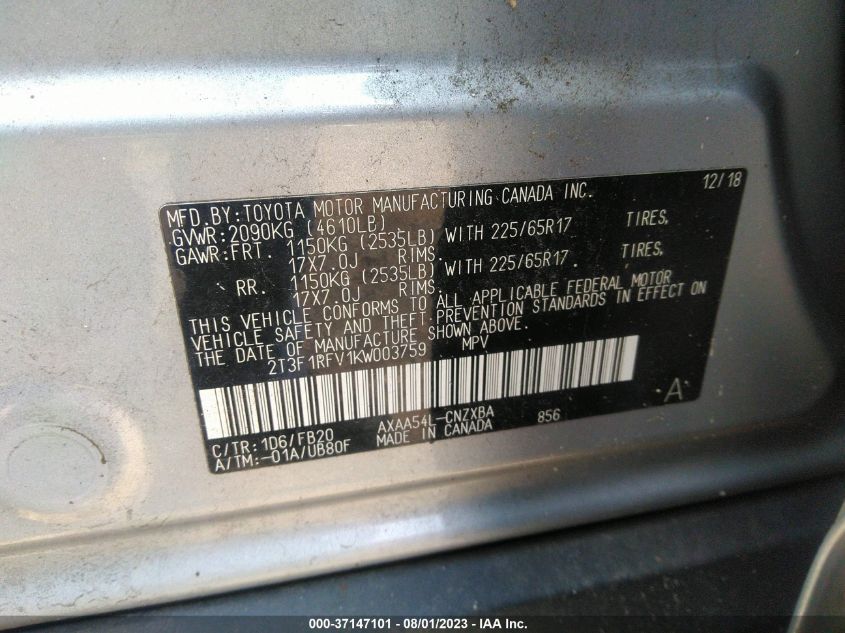 MFD. BY: TOYOTA MOTOR MANUFACTURING CANADA INC. 12/18
GVWR: 2090KG (4610LB)
GAWR: FRT. 1150KG (2535LB) WITH 225/65R17 TIRES,
17X7.0J RIMS.
RR. 1150KG (2535LB) WITH 225/65R17. TIRES,
17X7.0J RIMS.
THIS VEHICLE CONFORMS TO ALL APPLICABLE FEDERAL MOTOR
VEHICLE SAFETY AND THEFT PREVENTION STANDARDS IN EFFECT ON
THE DATE OF MANUFACTURE SHOWN ABOVE.
2T3F1RFV1KW003759 MPV
A
C/TR: 1D6/FB20 AXAA54L-CNZXBA 856
A/TM:-01A/UB80F MADE IN CANADA
000-37147101 - 08/01/2023 - Copyright © IAA, Inc.